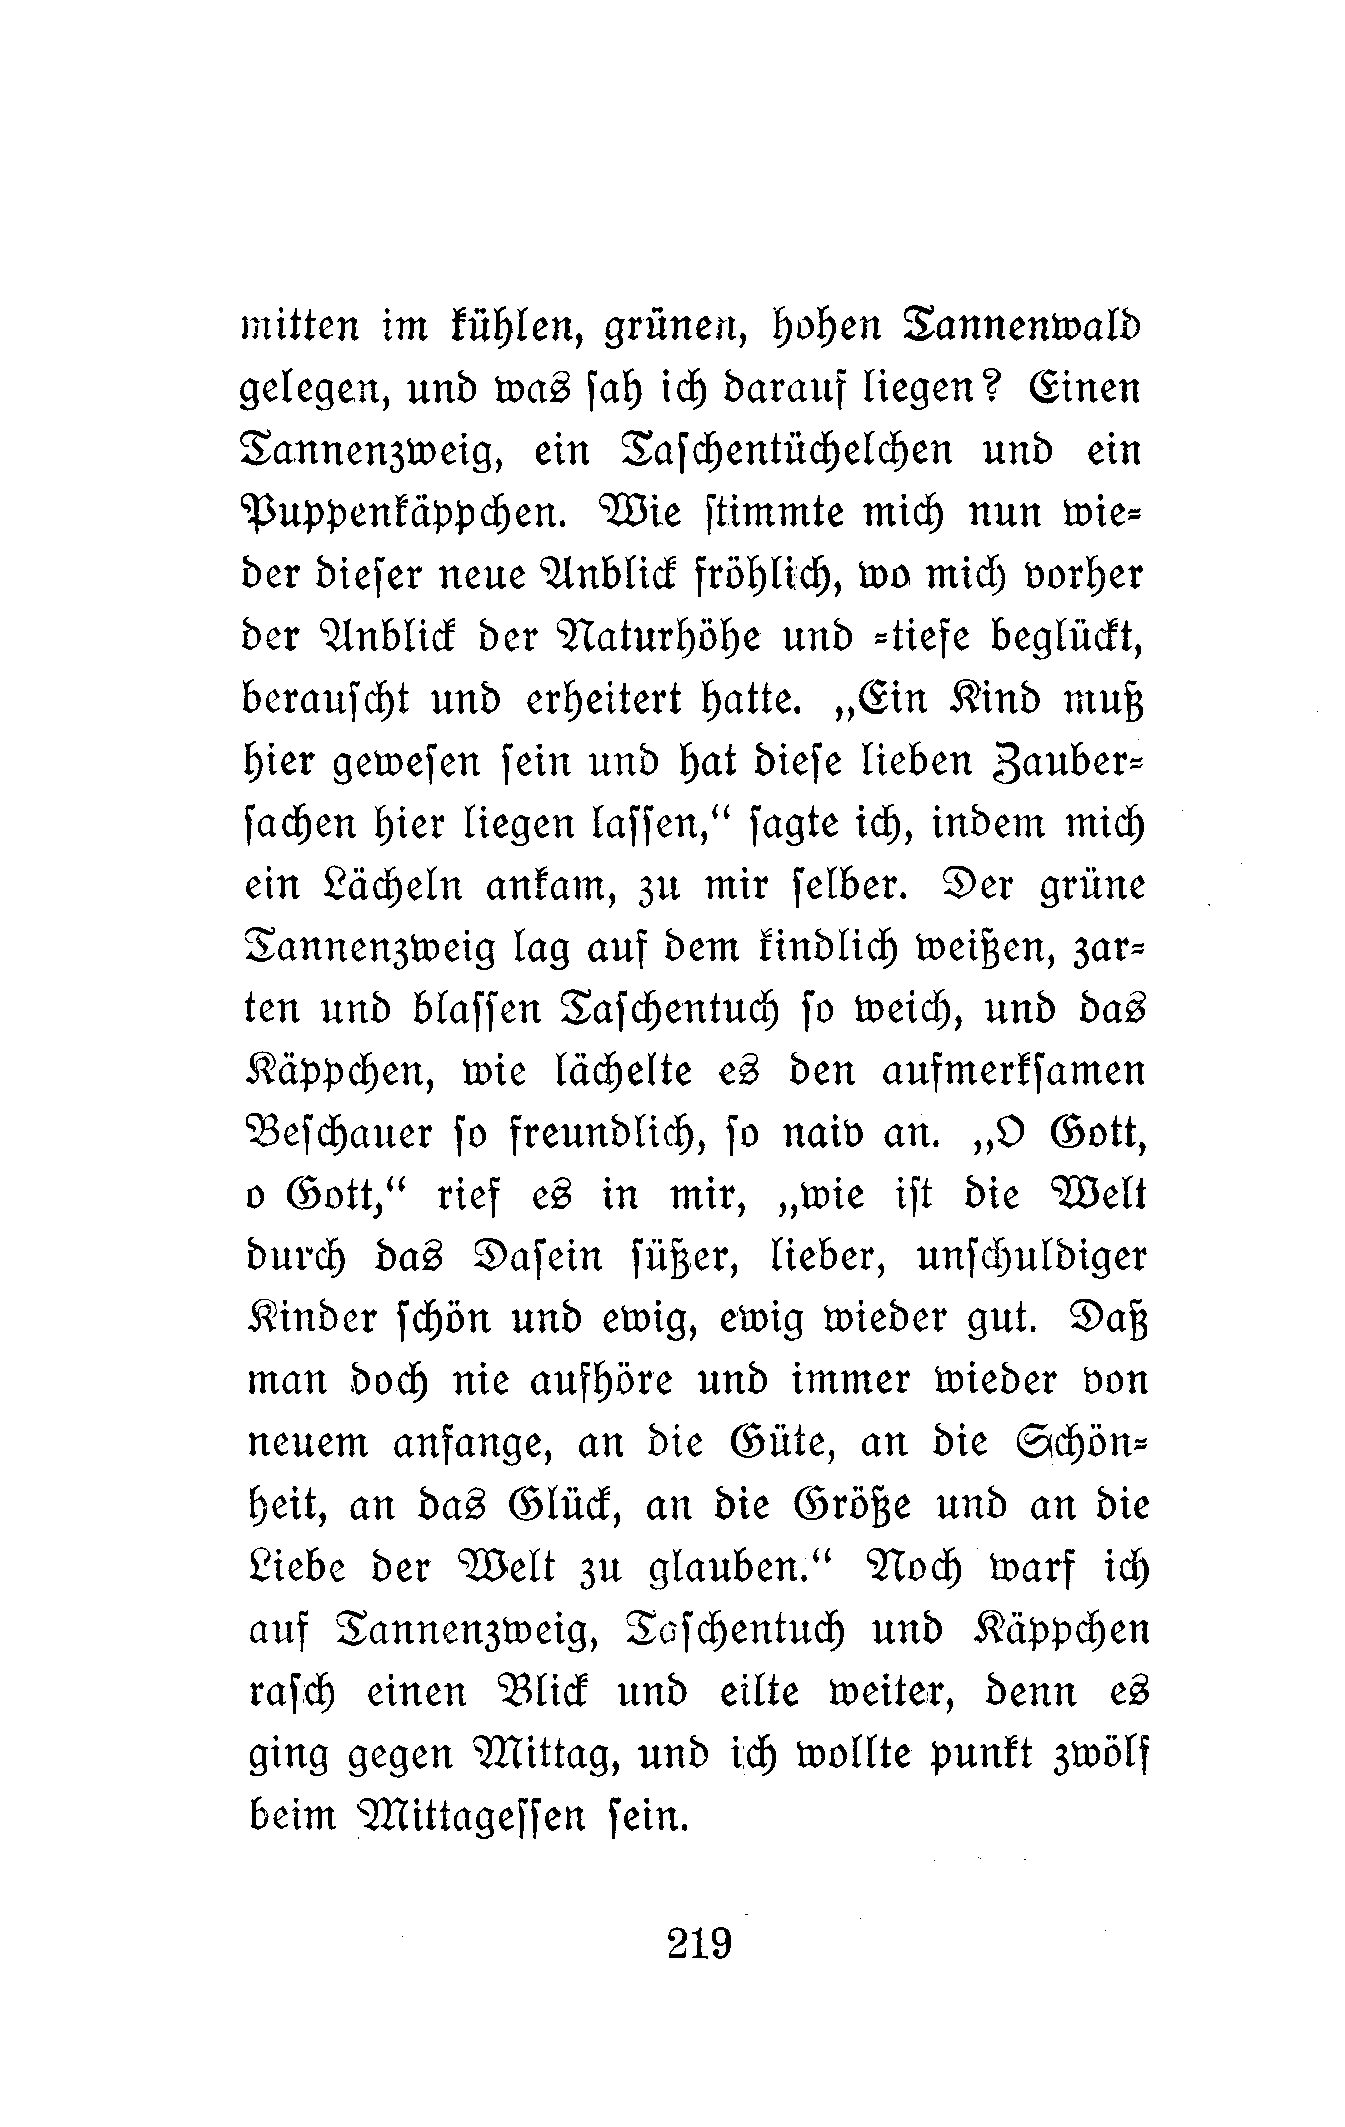 mitten im kühlen, grünen, hohen Tannenwald
gelegen, und was sah ich darauf liegen? Einen
Tannenzweig, ein Taschentüchelchen und ein
Puppenkäppchen. Wie stimmte mich nun wie-
der dieser neue Anblick fröhlich, wo mich vorher
der Anblick der Naturhöhe und -tiefe beglückt,
berauscht und erheitert hatte. „Ein Kind muß
hier gewesen sein und hat diese lieben Zauber-
sachen hier liegen lassen,“ sagte ich, indem mich
ein Lächeln ankam, zu mir selber. Der grüne
Tannenzweig lag auf dem kindlich weißen, zar-
ten und blassen Taschentuch so weich, und das
Käppchen, wie lächelte es den aufmerksamen
Beschauer so freundlich, so naiv an. „O Gott,
o Gott,“ rief es in mir, „wie ist die Welt
durch das Dasein süßer, lieber, unschuldiger
Kinder schön und ewig, ewig wieder gut. Daß
man doch nie aufhöre und immer wieder von
neuem anfange, an die Güte, an die Schön-
heit, an das Glück, an die Größe und an die
Liebe der Welt zu glauben.“ Noch warf ich
auf Tannenzweig, Taschentuch und Käppchen
rasch einen Blick und eilte weiter, denn es
ging gegen Mittag, und ich wollte punkt zwölf
beim Mittagessen sein.
219